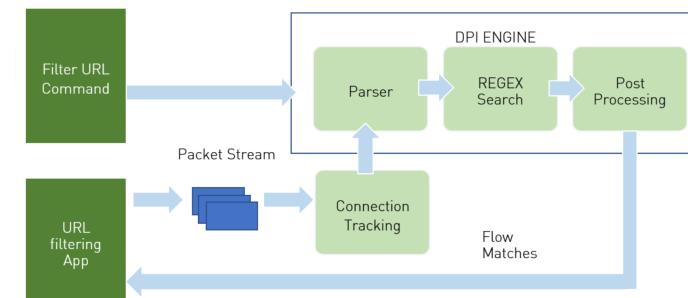 DPI ENGINE
Filter URL
Command
Parser
REGEX
Search
Post
Processing
Packet Stream
URL
filtering
App
Connection
Tracking
Flow
Matches